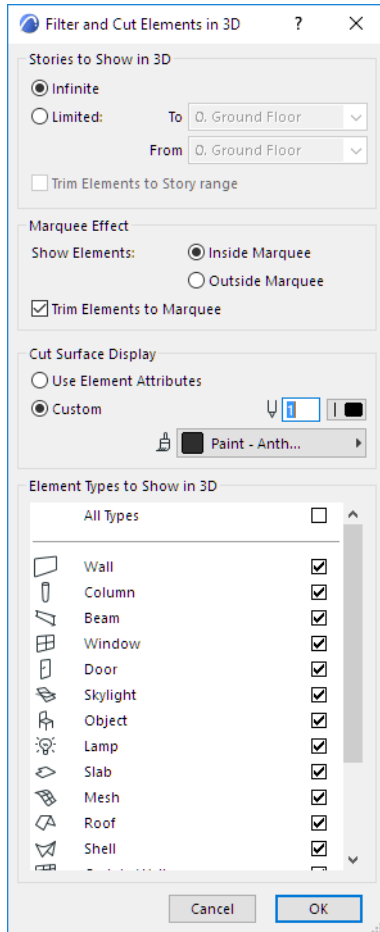 Filter and Cut Elements in 3D ? ×
Stories to Show in 3D
Infinite
Limited: To 0. Ground Floor
From 0. Ground Floor
Trim Elements to Story range
Marquee Effect
Show Elements: Inside Marquee
Outside Marquee
Trim Elements to Marquee
Cut Surface Display
Use Element Attributes
Custom 1
Paint - Anth...
Element Types to Show in 3D
All Types
Wall
Column
Beam
Window
Door
Skylight
Object
Lamp
Slab
Mesh
Roof
Shell
Cancel OK